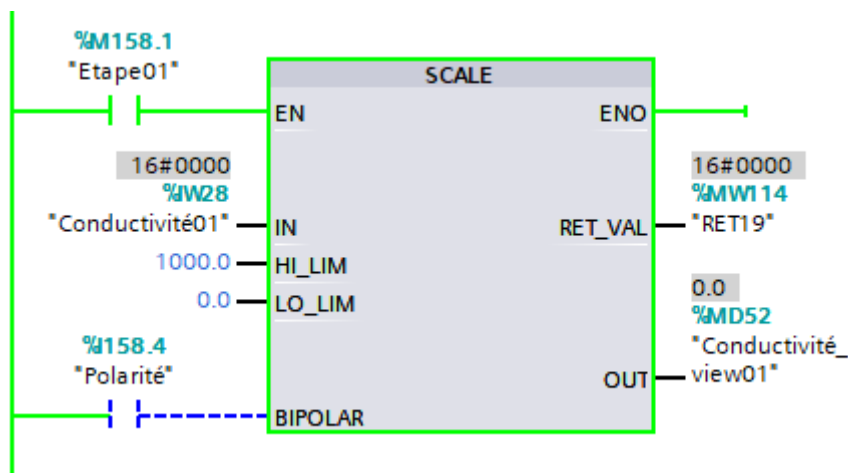 %M158.1
"Etape01"
SCALE
EN
ENO
16#0000
%IW28
"Conductivité01"
IN
16#0000
%MW114
"RET19"
RET_VAL
1000.0
HI_LIM
0.0
LO_LIM
0.0
%MD52
"Conductivité_
view01"
OUT
%I158.4
"Polarité"
BIPOLAR